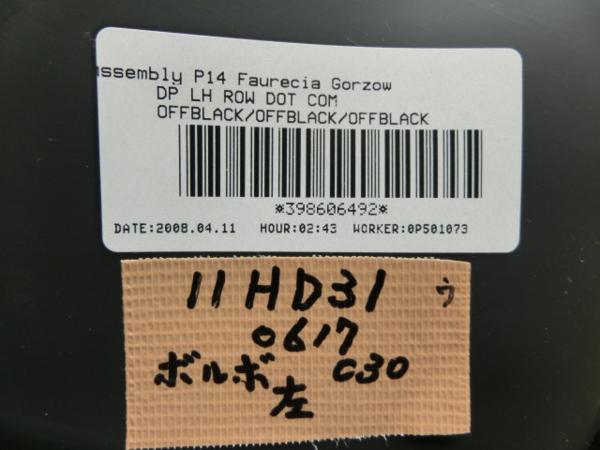 assembly P14 Faurecia Gorzow
DP LH ROW DOT COM
OFFBLACK/OFFBLACK/OFFBLACK
*398606492*
DATE:2008.04.11 HOUR:02:43 WORKER:0P501073
11HD31 ウ
0617
ボルボ C30
左